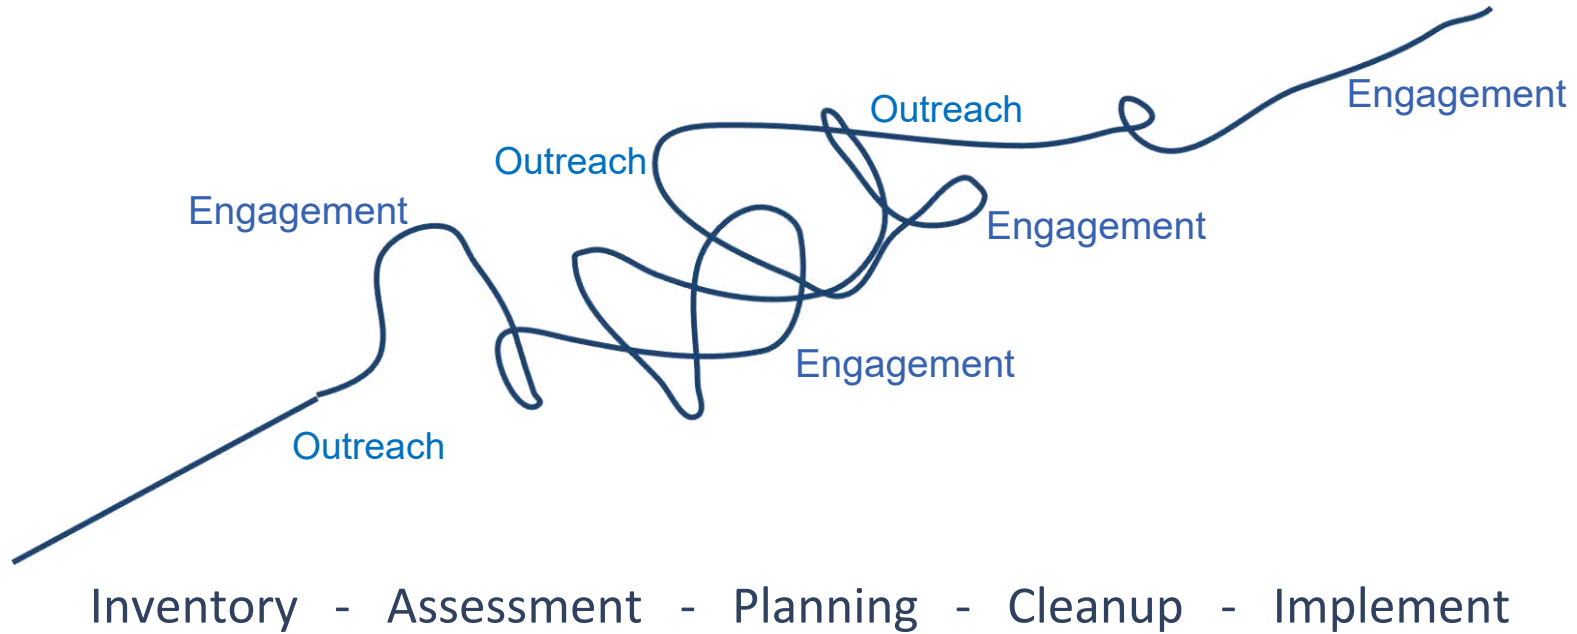 Outreach
Engagement
Outreach
Engagement
Outreach
Engagement
Engagement
Inventory - Assessment - Planning - Cleanup - Implement